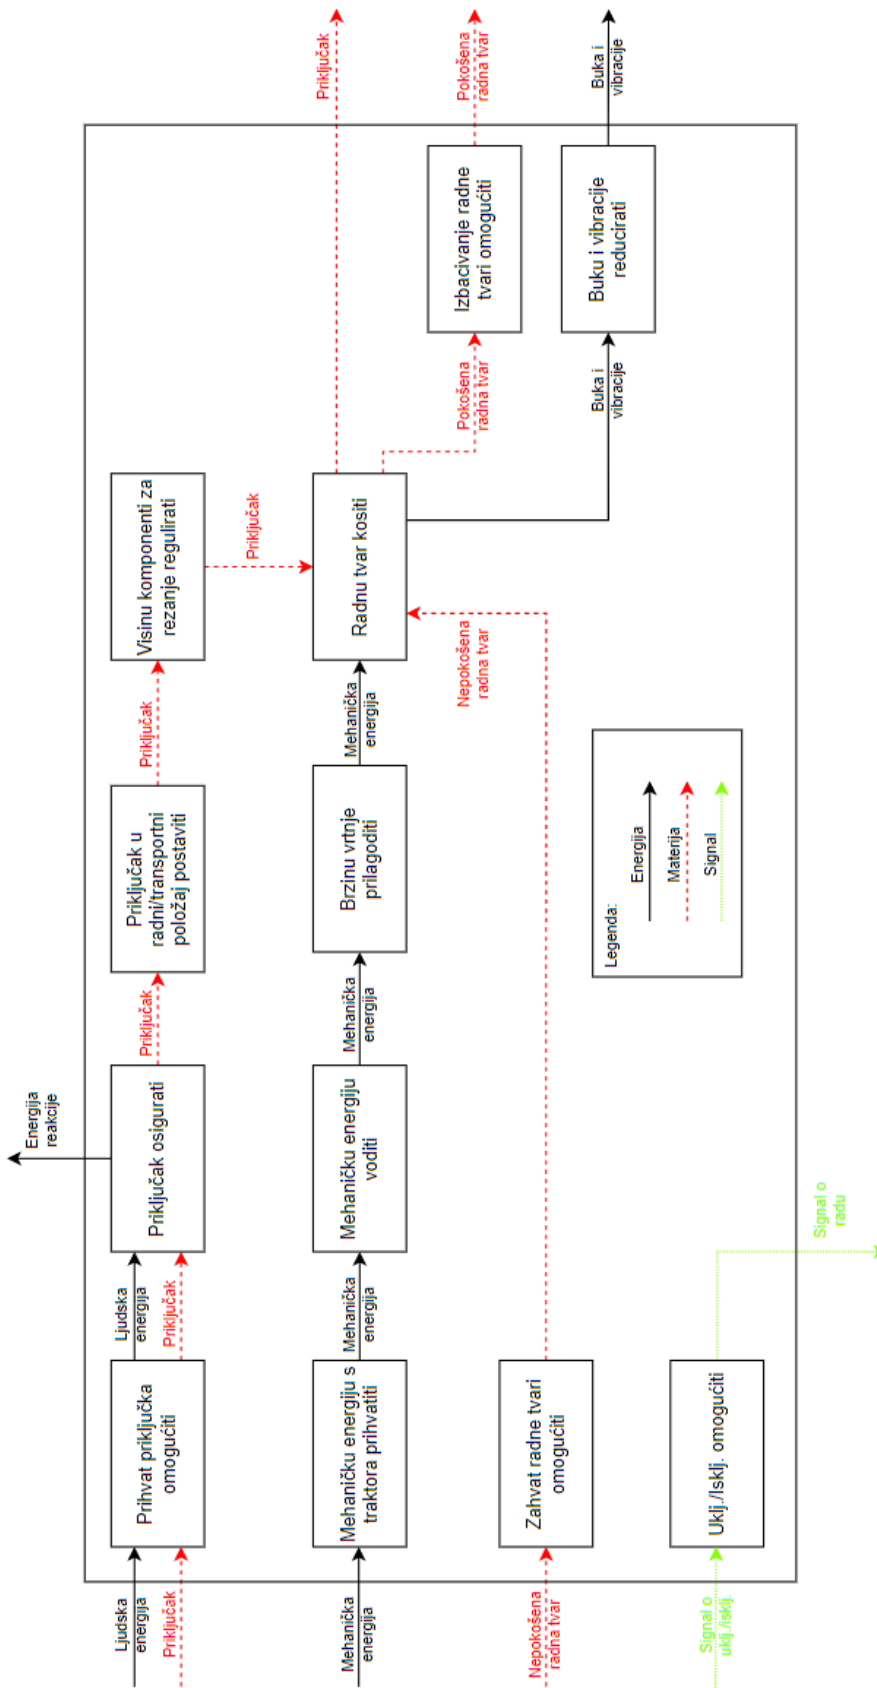 Energija
reakcije
Ljudska
energija
Priključak
Prihvat priključka
omogućiti
Ljudska
energija
Priključak
Priključak osigurati
Priključak
Priključak u
radni/transportni
položaj postaviti
Priključak
Visinu komponenti za
rezanje regulirati
Priključak
Priključak
Mehanička
energija
Mehaničku energiju s
traktora prihvatiti
Mehanička
energija
Mehaničku energiju
voditi
Mehanička
energija
Brzinu vrtnje
prilagoditi
Mehanička
energija
Radnu tvar kositi
Nepokošena
radna tvar
Pokošena
radna tvar
Izbacivanje radne
tvari omogućiti
Pokošena
radna tvar
Nepokošena
radna tvar
Zahvat radne tvari
omogućiti
Buka i
vibracije
Buku i vibracije
reducirati
Buka i
vibracije
Legenda:
Energija
Materija
Signal
Signal o
uklj./isklj.
Uklj./Isklj. omogućiti
Signal o
radu